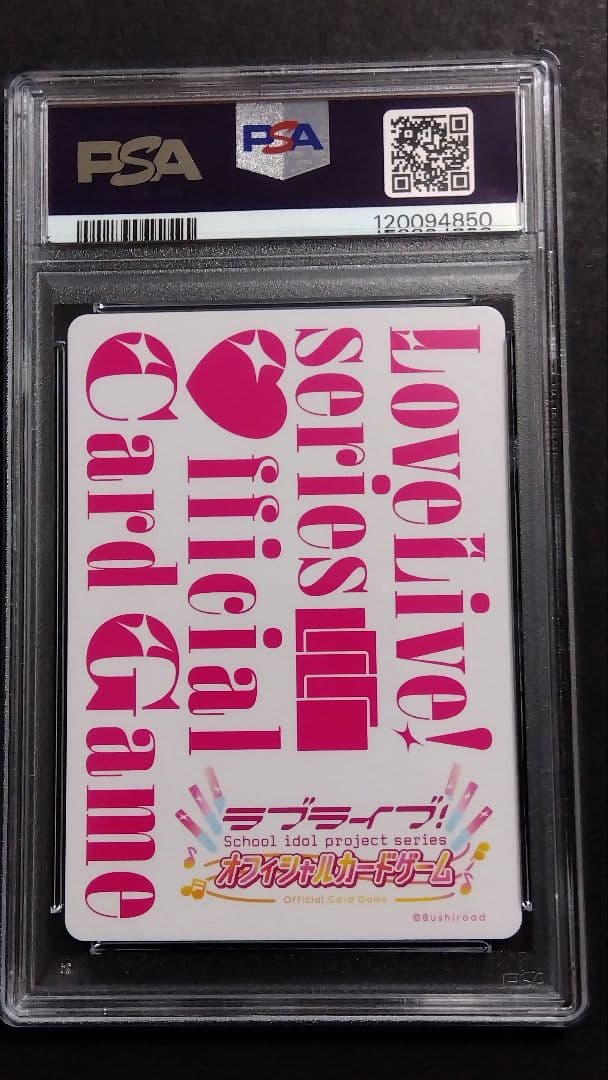 PSA
PSA
120094850
LoveLive!
series
Official
Card Game
ラブライブ!
School idol project series
オフィシャルカードゲーム
Official Card Game
©Bushiroad
PSA